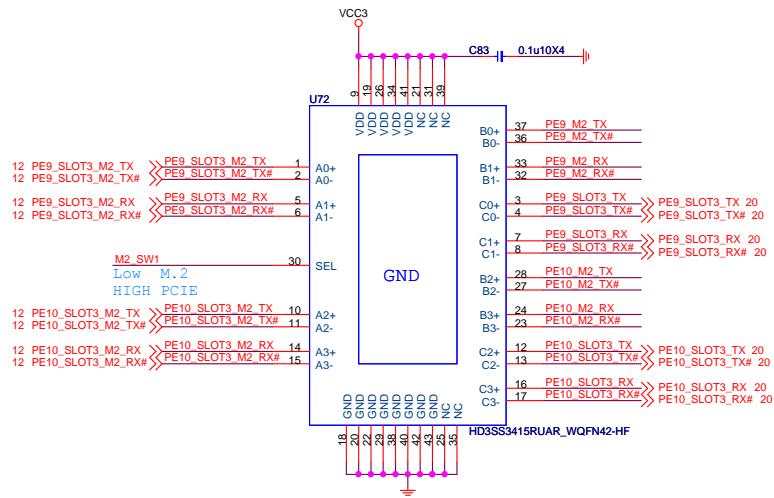 VCC3
C83 0.1u10X4
U72
9 19 26 34 41 21 31 39
VDD VDD VDD VDD VDD NC NC NC
12 PE9_SLOT3_M2_TX PE9_SLOT3_M2_TX 1 A0+
12 PE9_SLOT3_M2_TX# PE9_SLOT3_M2_TX# 2 A0-
12 PE9_SLOT3_M2_RX PE9_SLOT3_M2_RX 5 A1+
12 PE9_SLOT3_M2_RX# PE9_SLOT3_M2_RX# 6 A1-
M2_SW1 30 SEL
Low M.2
HIGH PCIE
12 PE10_SLOT3_M2_TX PE10_SLOT3_M2_TX 10 A2+
12 PE10_SLOT3_M2_TX# PE10_SLOT3_M2_TX# 11 A2-
12 PE10_SLOT3_M2_RX PE10_SLOT3_M2_RX 14 A3+
12 PE10_SLOT3_M2_RX# PE10_SLOT3_M2_RX# 15 A3-
GND
B0+ 37 PE9_M2_TX
B0- 36 PE9_M2_TX#
B1+ 33 PE9_M2_RX
B1- 32 PE9_M2_RX#
C0+ 3 PE9_SLOT3_TX PE9_SLOT3_TX 20
C0- 4 PE9_SLOT3_TX# PE9_SLOT3_TX# 20
C1+ 7 PE9_SLOT3_RX PE9_SLOT3_RX 20
C1- 8 PE9_SLOT3_RX# PE9_SLOT3_RX# 20
B2+ 28 PE10_M2_TX
B2- 27 PE10_M2_TX#
B3+ 24 PE10_M2_RX
B3- 23 PE10_M2_RX#
C2+ 12 PE10_SLOT3_TX PE10_SLOT3_TX 20
C2- 13 PE10_SLOT3_TX# PE10_SLOT3_TX# 20
C3+ 16 PE10_SLOT3_RX PE10_SLOT3_RX 20
C3- 17 PE10_SLOT3_RX# PE10_SLOT3_RX# 20
GND GND GND GND GND GND GND GND NC NC
18 20 22 29 38 40 42 43 25 35
HD3SS3415RUAR_WQFN42-HF